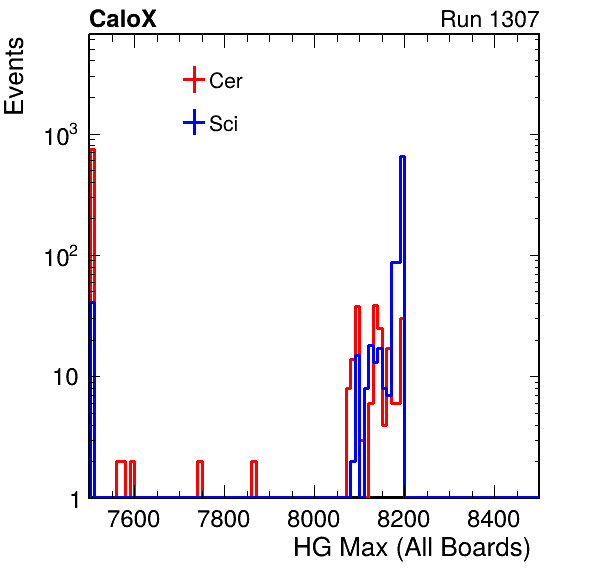 CaloX Run 1307
Events
Cer
Sci
10³
10²
10
1
7600 7800 8000 8200 8400
HG Max (All Boards)